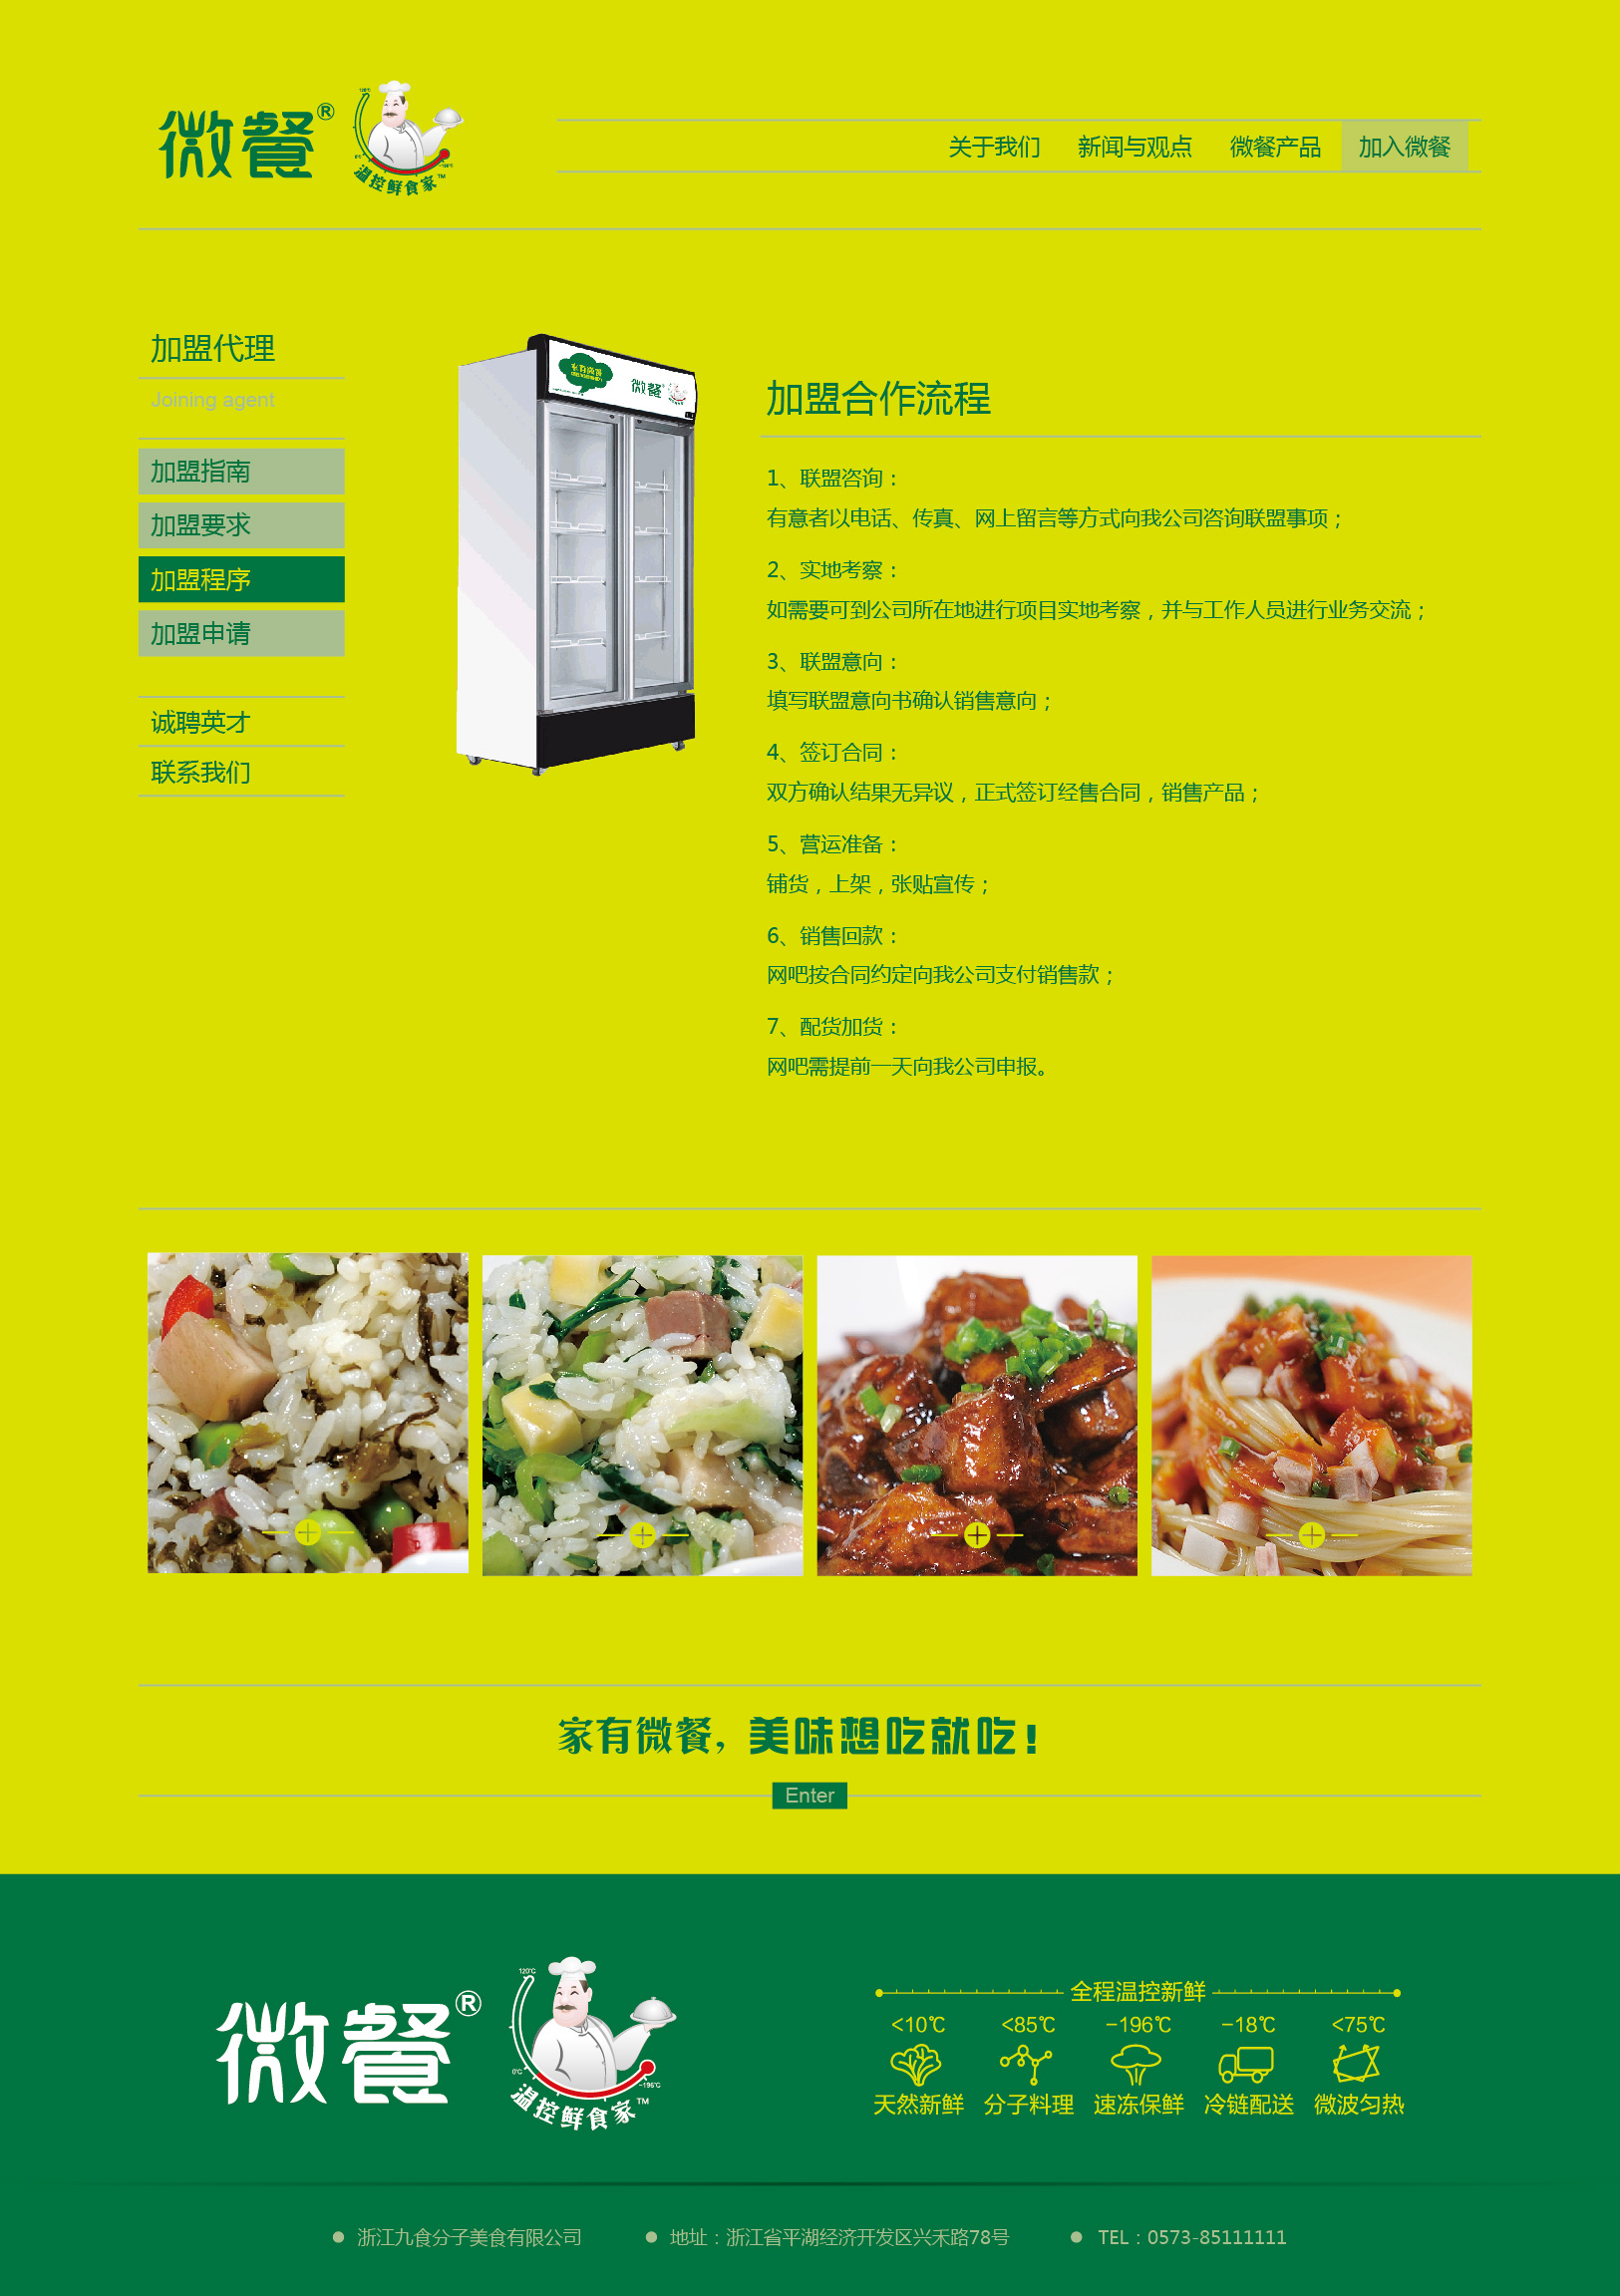 微餐®
120℃
0℃
-196℃
温控鲜食家™
关于我们 新闻与观点 微餐产品 加入微餐
加盟代理
Joining agent
加盟指南
加盟要求
加盟程序
加盟申请
诚聘英才
联系我们
家有微餐
微餐
加盟合作流程
1、联盟咨询：
有意者以电话、传真、网上留言等方式向我公司咨询联盟事项；
2、实地考察：
如需要可到公司所在地进行项目实地考察，并与工作人员进行业务交流；
3、联盟意向：
填写联盟意向书确认销售意向；
4、签订合同：
双方确认结果无异议，正式签订经售合同，销售产品；
5、营运准备：
铺货，上架，张贴宣传；
6、销售回款：
网吧按合同约定向我公司支付销售款；
7、配货加货：
网吧需提前一天向我公司申报。
家有微餐，美味想吃就吃！
Enter
微餐®
120℃
0℃
-196℃
温控鲜食家™
全程温控新鲜
<10℃ <85℃ -196℃ -18℃ <75℃
天然新鲜 分子料理 速冻保鲜 冷链配送 微波匀热
浙江九食分子美食有限公司 地址：浙江省平湖经济开发区兴禾路78号 TEL：0573-85111111